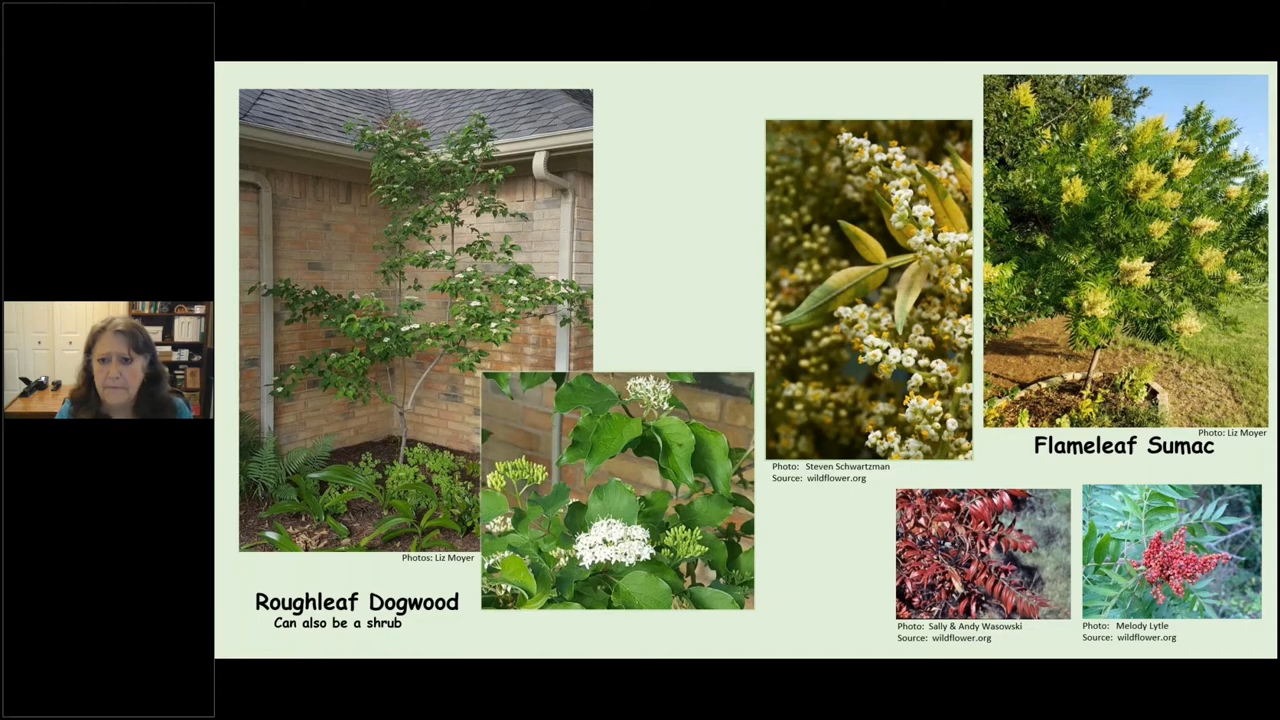 Photos: Liz Moyer
Roughleaf Dogwood
Can also be a shrub
Photo: Steven Schwartzman
Source: wildflower.org
Photo: Liz Moyer
Flameleaf Sumac
Photo: Sally & Andy Wasowski
Source: wildflower.org
Photo: Melody Lytle
Source: wildflower.org